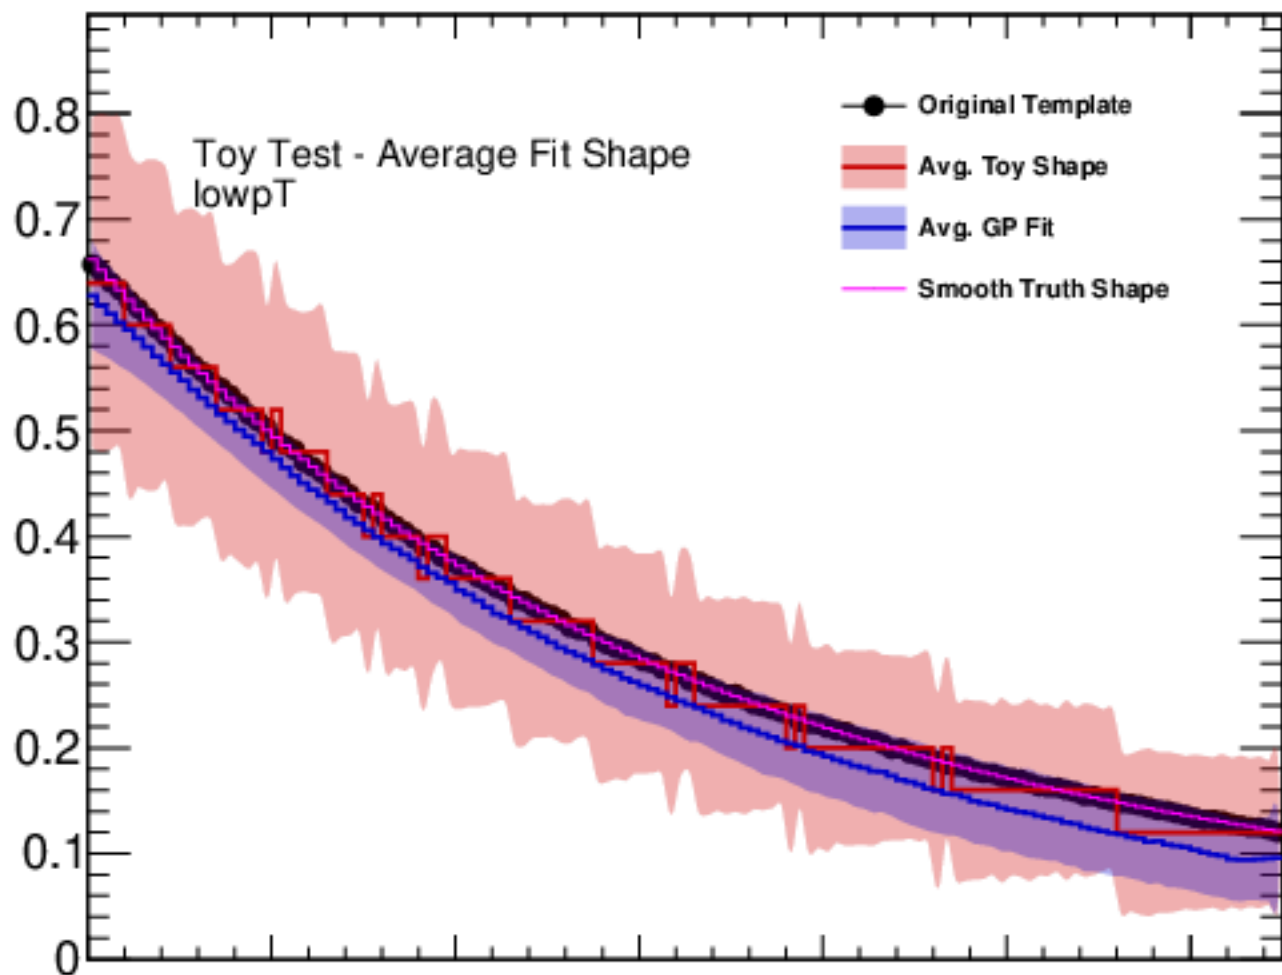 0.8
0.7
0.6
0.5
0.4
0.3
0.2
0.1
0
Toy Test - Average Fit Shape
lowpT
Original Template
Avg. Toy Shape
Avg. GP Fit
Smooth Truth Shape